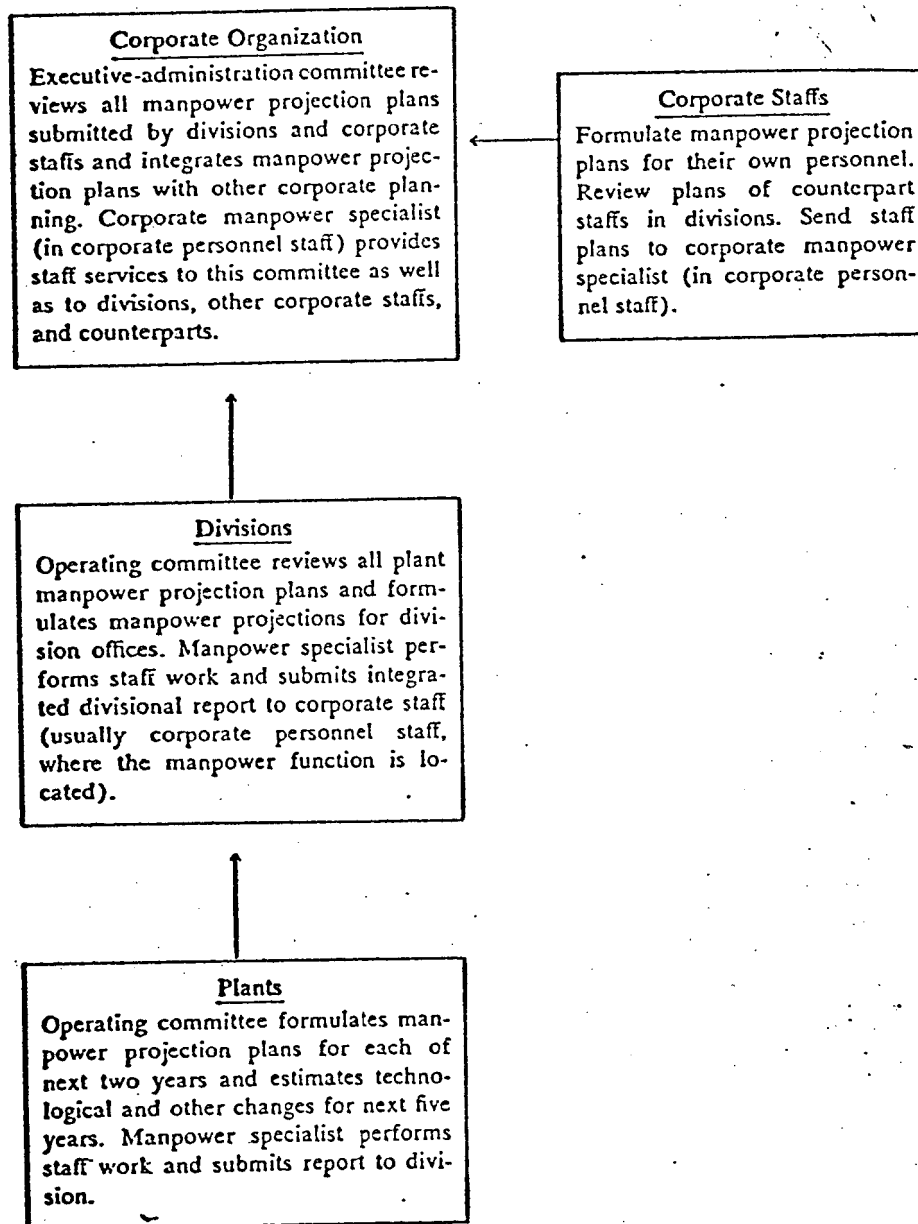 Corporate Organization
Executive-administration committee re-
views all manpower projection plans
submitted by divisions and corporate
staffs and integrates manpower projec-
tion plans with other corporate plan-
ning. Corporate manpower specialist
(in corporate personnel staff) provides
staff services to this committee as well
as to divisions, other corporate staffs,
and counterparts.
Corporate Staffs
Formulate manpower projection
plans for their own personnel.
Review plans of counterpart
staffs in divisions. Send staff
plans to corporate manpower
specialist (in corporate person-
nel staff).
Divisions
Operating committee reviews all plant
manpower projection plans and form-
ulates manpower projections for divi-
sion offices. Manpower specialist per-
forms staff work and submits integra-
ted divisional report to corporate staff
(usually corporate personnel staff,
where the manpower function is lo-
cated).
Plants
Operating committee formulates man-
power projection plans for each of
next two years and estimates techno-
logical and other changes for next five
years. Manpower specialist performs
staff work and submits report to divi-
sion.